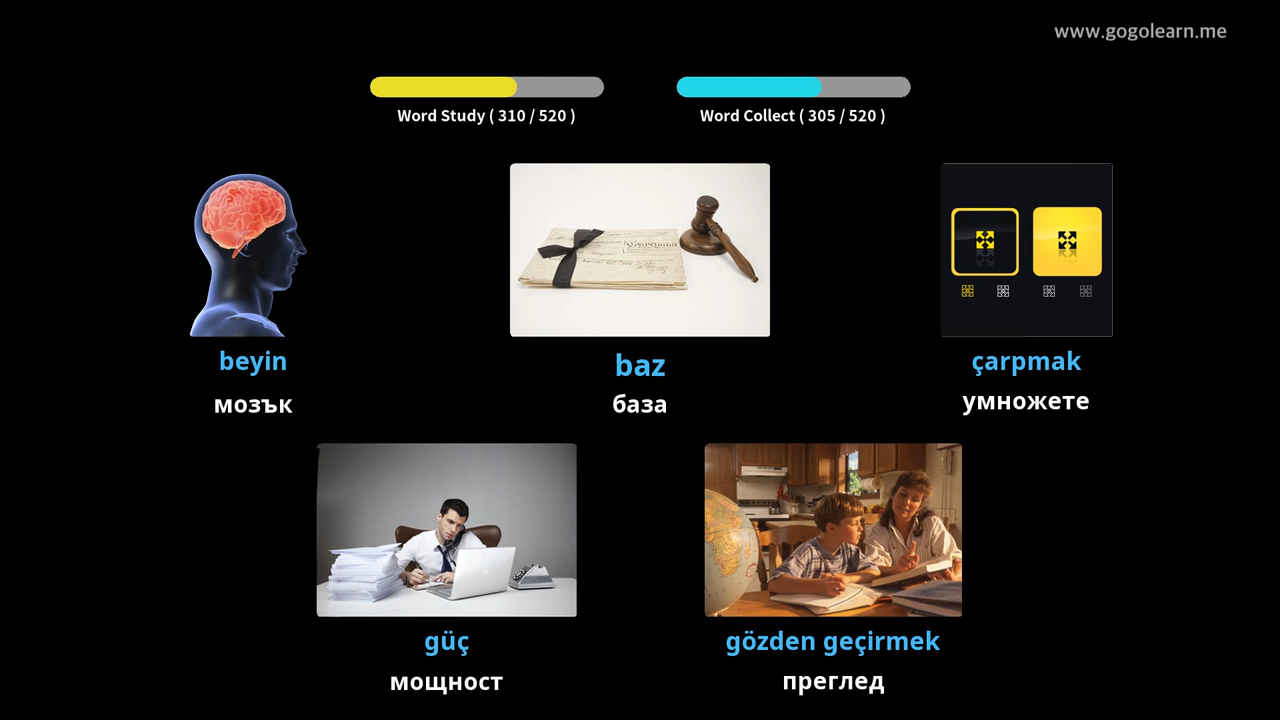 www.gogolearn.me
Word Study ( 310 / 520 )
Word Collect ( 305 / 520 )
beyin
baz
çarpmak
мозък
база
умножете
güç
gözden geçirmek
мощност
преглед